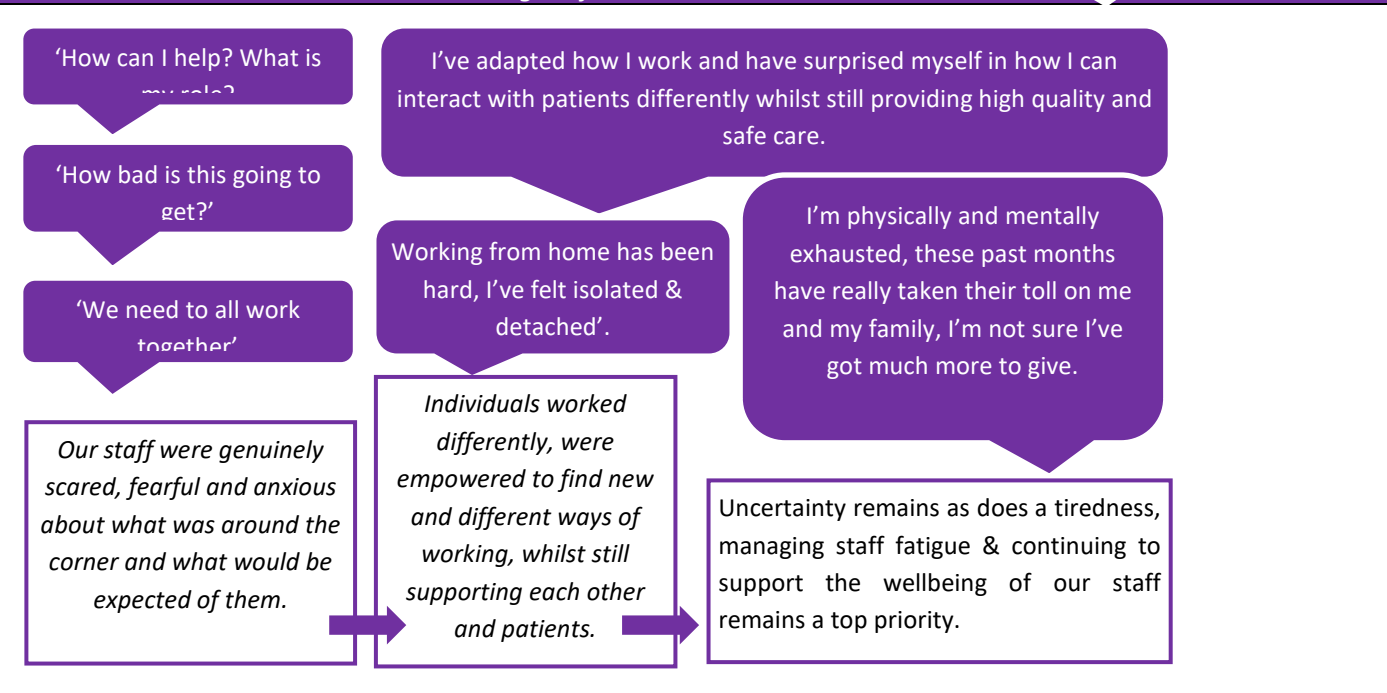 ‘How can I help? What is
my role?
‘How bad is this going to
get?’
‘We need to all work
together’
Our staff were genuinely
scared, fearful and anxious
about what was around the
corner and what would be
expected of them.
I’ve adapted how I work and have surprised myself in how I can
interact with patients differently whilst still providing high quality and
safe care.
Working from home has been
hard, I’ve felt isolated &
detached’.
Individuals worked
differently, were
empowered to find new
and different ways of
working, whilst still
supporting each other
and patients.
I’m physically and mentally
exhausted, these past months
have really taken their toll on me
and my family, I’m not sure I’ve
got much more to give.
Uncertainty remains as does a tiredness,
managing staff fatigue & continuing to
support the wellbeing of our staff
remains a top priority.